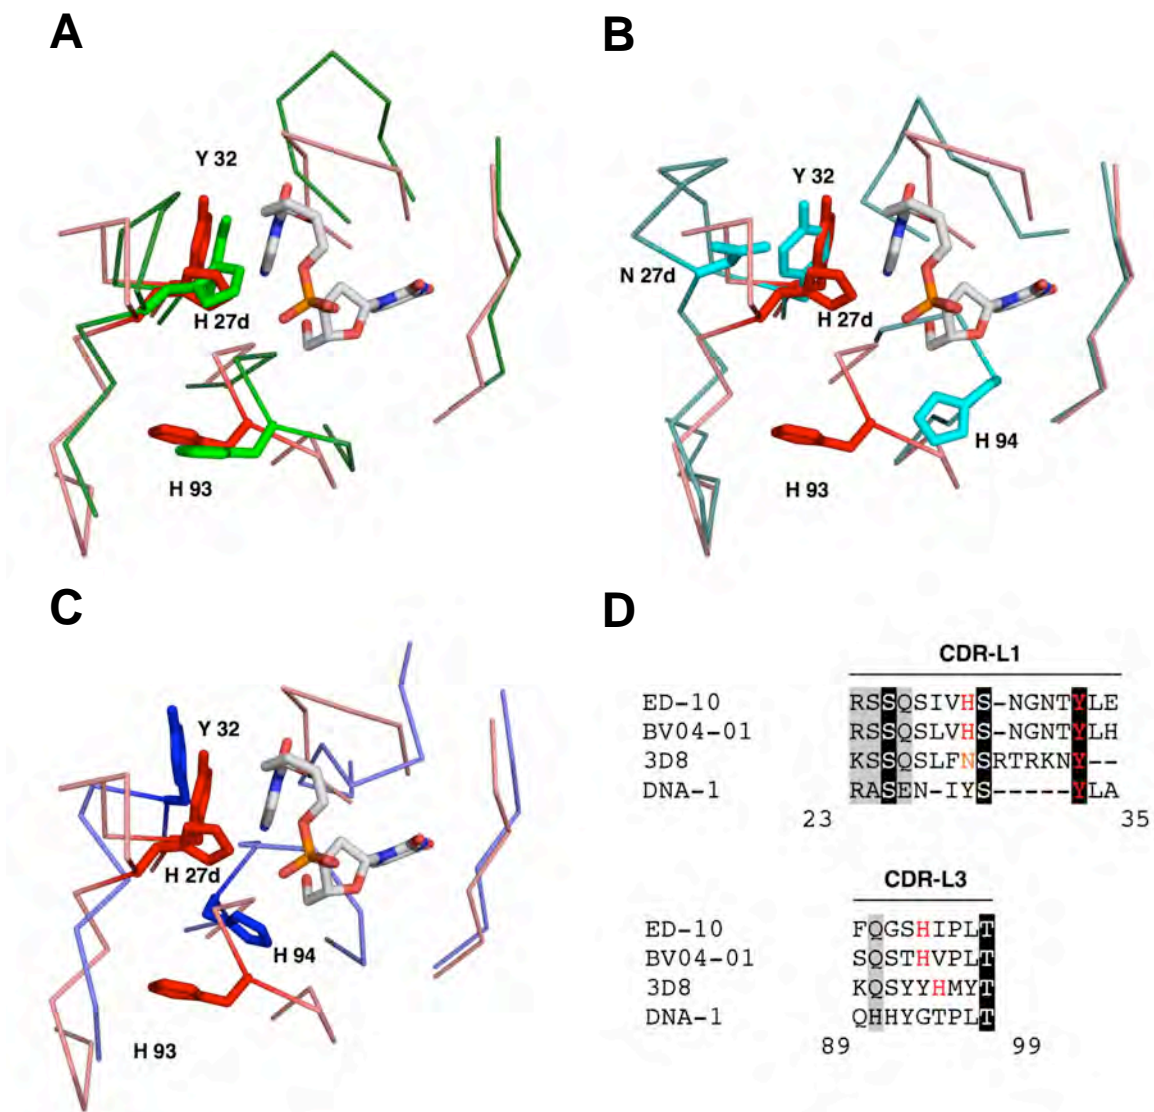 A
Y 32
H 27d
H 93
B
Y 32
N 27d
H 27d
H 94
H 93
C
Y 32
H 27d
H 94
H 93
D
CDR-L1
ED-10 RSSQSIVHS-NGNTYLE
BV04-01 RSSQSLVHS-NGNTYLH
3D8 KSSQSLFNSRTRKNY--
DNA-1 RASEN-IYS-----YLA
23 35
CDR-L3
ED-10 FQGSHIPLT
BV04-01 SQSTHVPLT
3D8 KQSYYHMYT
DNA-1 QHHYGTPLT
89 99